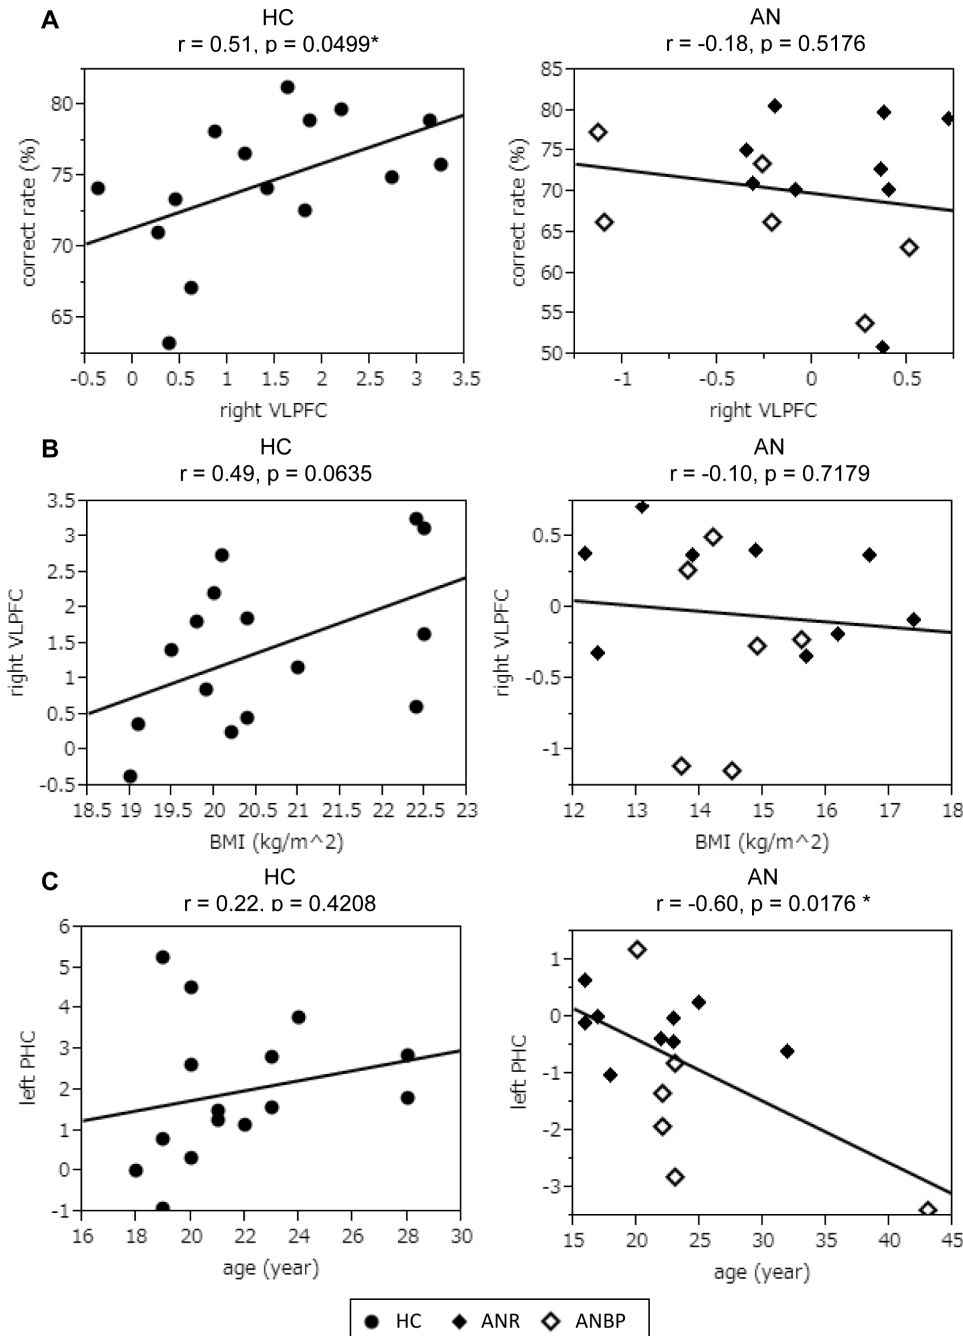 A
HC
r = 0.51, p = 0.0499*
correct rate (%)
80
75
70
65
-0.5 0 0.5 1 1.5 2 2.5 3 3.5
right VLPFC
AN
r = -0.18, p = 0.5176
correct rate (%)
85
80
75
70
65
60
55
50
-1 -0.5 0 0.5
right VLPFC
B
HC
r = 0.49, p = 0.0635
right VLPFC
3.5
3
2.5
2
1.5
1
0.5
0
-0.5
18.5 19 19.5 20 20.5 21 21.5 22 22.5 23
BMI (kg/m^2)
AN
r = -0.10, p = 0.7179
right VLPFC
0.5
0
-0.5
-1
12 13 14 15 16 17 18
BMI (kg/m^2)
C
HC
r = 0.22, p = 0.4208
left PHC
6
5
4
3
2
1
0
-1
16 18 20 22 24 26 28 30
age (year)
AN
r = -0.60, p = 0.0176 *
left PHC
1
0
-1
-2
-3
15 20 25 30 35 40 45
age (year)
HC ANR ANBP